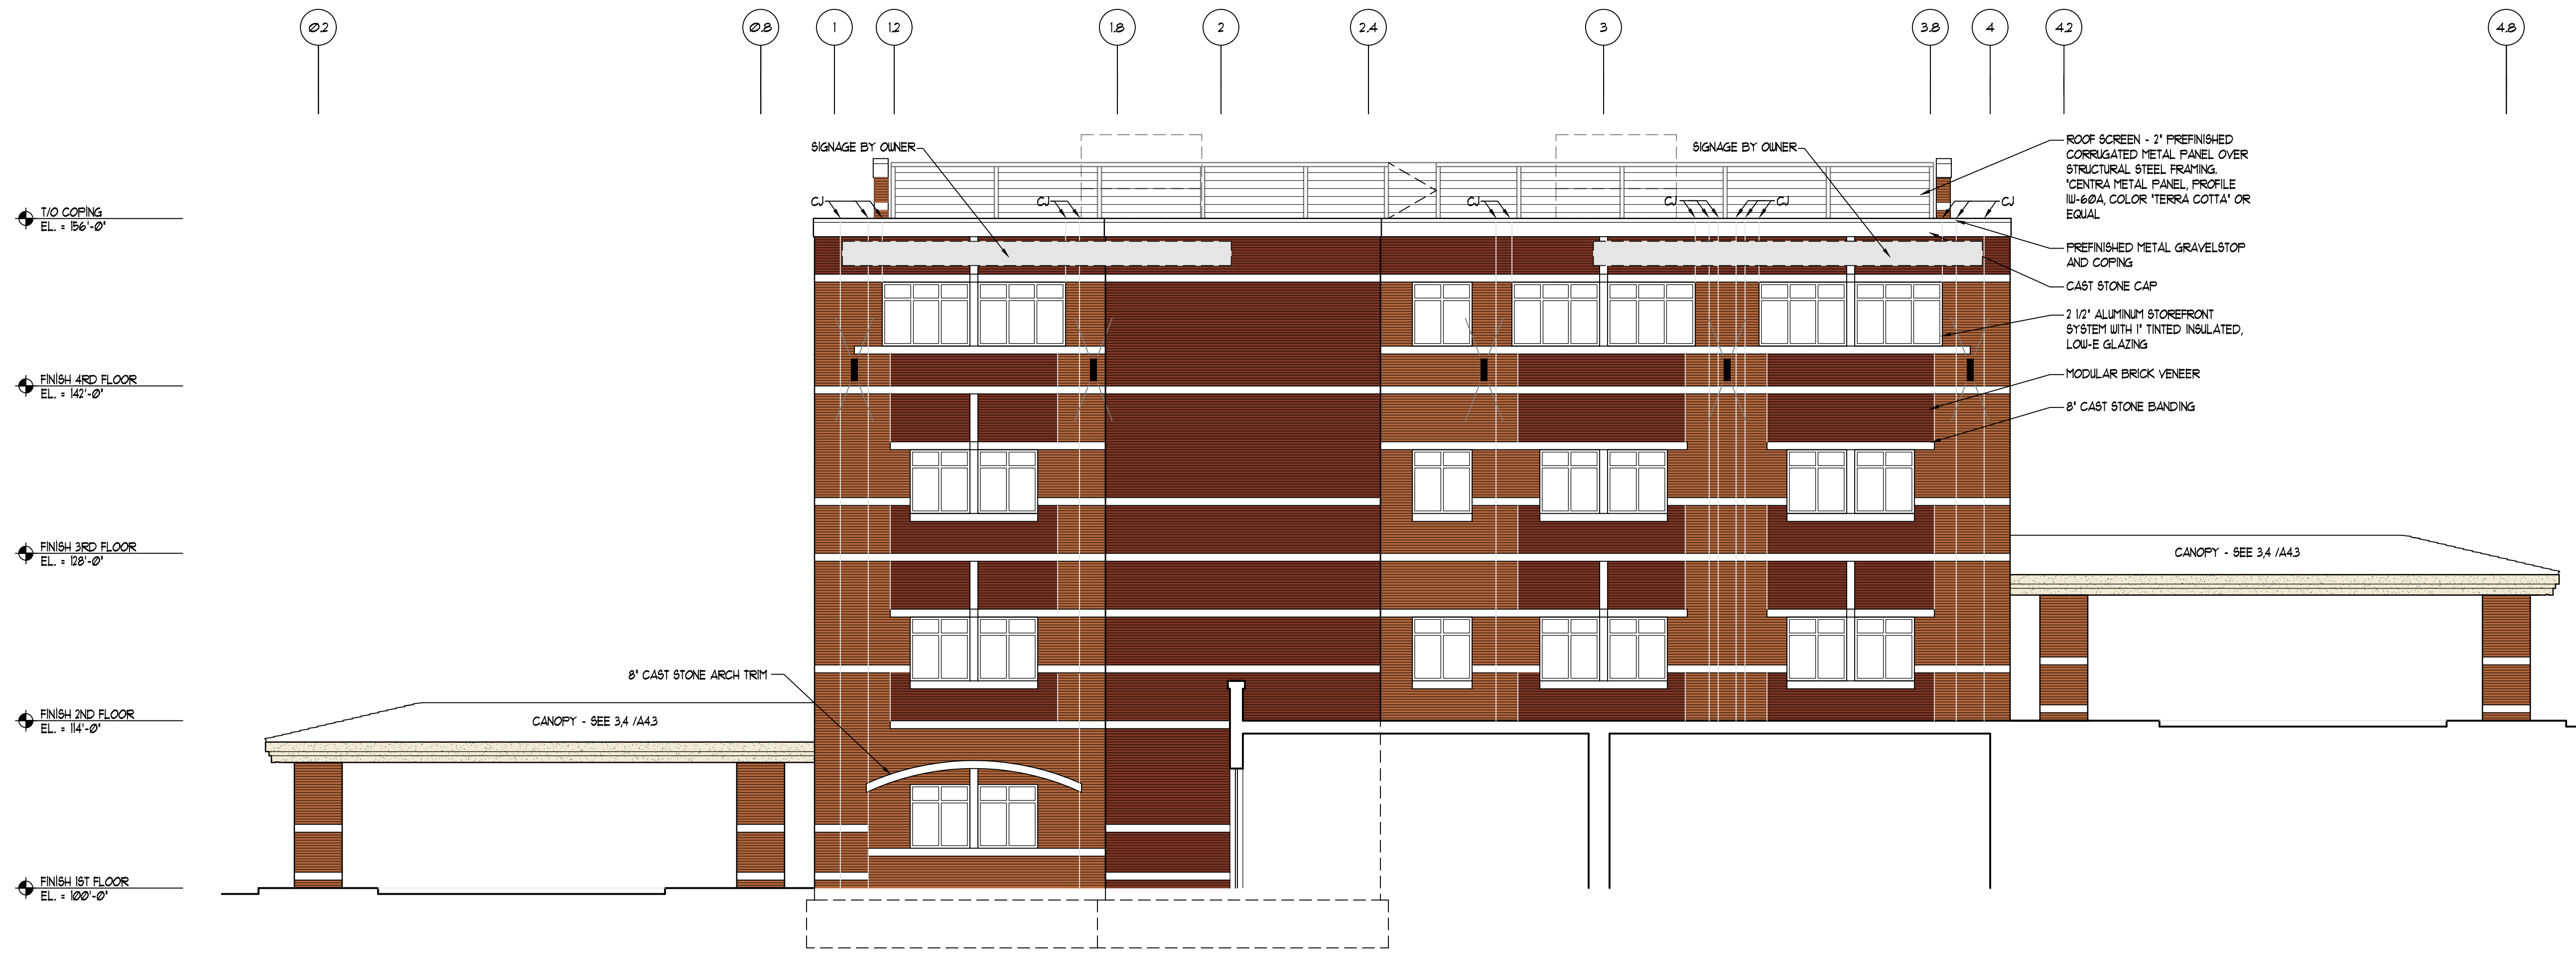 0.2
0.8
1
1.2
1.8
2
2.4
3
3.8
4
4.2
4.8
SIGNAGE BY OWNER
SIGNAGE BY OWNER
ROOF SCREEN - 2" PREFINISHED
CORRUGATED METAL PANEL OVER
STRUCTURAL STEEL FRAMING.
"CENTRA METAL PANEL, PROFILE
IW-60A, COLOR "TERRA COTTA" OR
EQUAL
CJ
CJ
CJ
CJ
CJ
CJ
T/O COPING
EL. = 156'-0"
PREFINISHED METAL GRAVELSTOP
AND COPING
CAST STONE CAP
2 1/2" ALUMINUM STOREFRONT
SYSTEM WITH 1" TINTED INSULATED,
LOW-E GLAZING
FINISH 4RD FLOOR
EL. = 142'-0"
MODULAR BRICK VENEER
8" CAST STONE BANDING
FINISH 3RD FLOOR
EL. = 128'-0"
CANOPY - SEE 3,4 /A4.3
8" CAST STONE ARCH TRIM
FINISH 2ND FLOOR
EL. = 114'-0"
CANOPY - SEE 3,4 /A4.3
FINISH 1ST FLOOR
EL. = 100'-0"